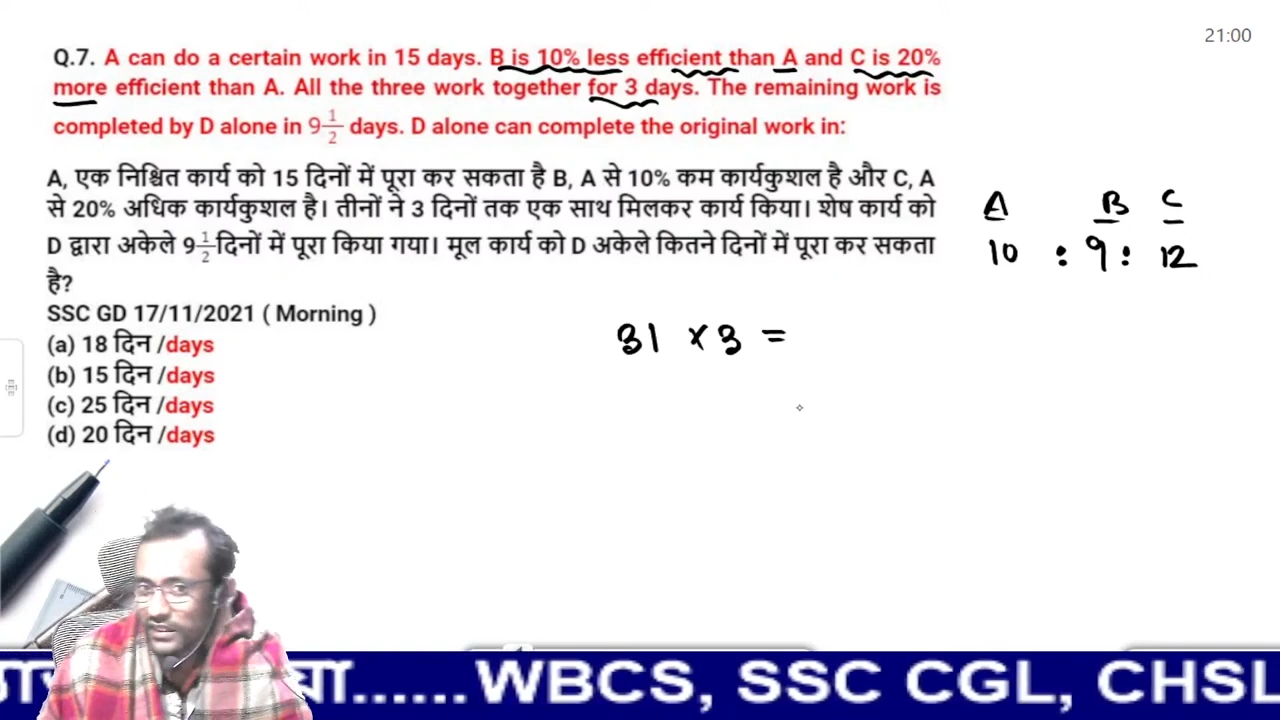 21:00
Q.7. A can do a certain work in 15 days. B is 10% less efficient than A and C is 20%
more efficient than A. All the three work together for 3 days. The remaining work is
completed by D alone in 9 1/2 days. D alone can complete the original work in:
A, एक निश्चित कार्य को 15 दिनों में पूरा कर सकता है B, A से 10% कम कार्यकुशल है और C, A
से 20% अधिक कार्यकुशल है। तीनों ने 3 दिनों तक एक साथ मिलकर कार्य किया। शेष कार्य को
D द्वारा अकेले 9 1/2 दिनों में पूरा किया गया। मूल कार्य को D अकेले कितने दिनों में पूरा कर सकता
है?
SSC GD 17/11/2021 ( Morning )
(a) 18 दिन /days
(b) 15 दिन /days
(c) 25 दिन /days
(d) 20 दिन /days
A B C
10 : 9 : 12
31 × 3 =
...... WBCS, SSC CGL, CHSL